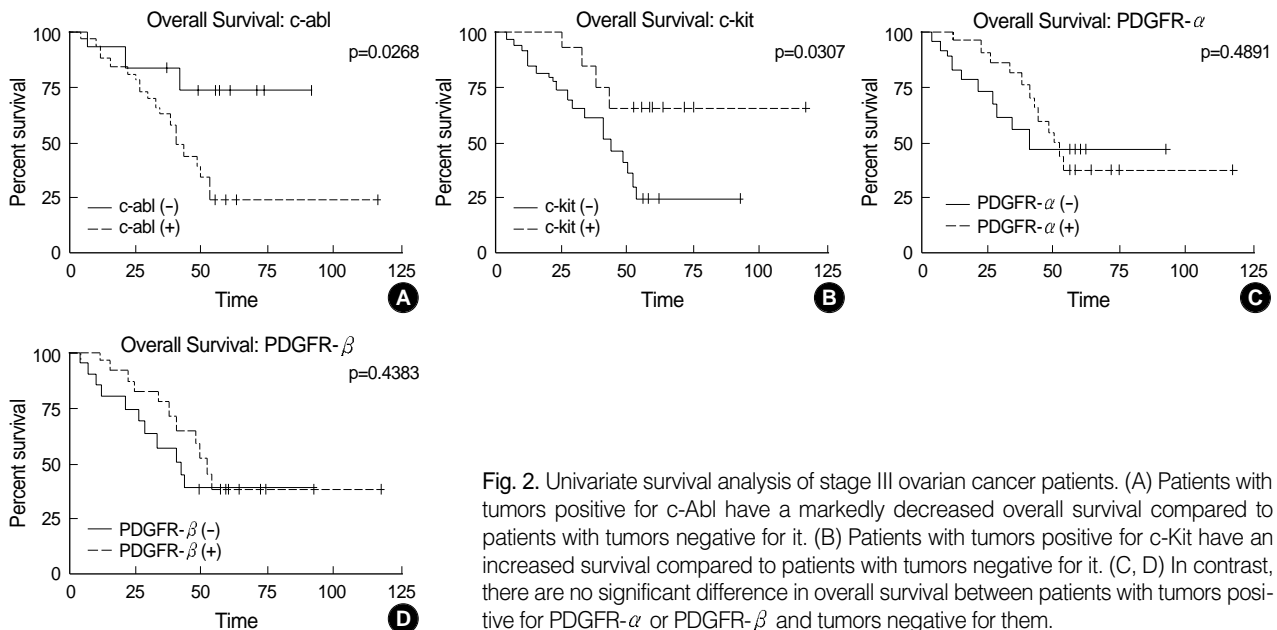 Overall Survival: c-abl
p=0.0268
Percent survival
100
75
50
25
0
c-abl (-)
c-abl (+)
0 25 50 75 100 125
Time
A
Overall Survival: c-kit
p=0.0307
Percent survival
100
75
50
25
0
c-kit (-)
c-kit (+)
0 25 50 75 100 125
Time
B
Overall Survival: PDGFR-α
p=0.4891
Percent survival
100
75
50
25
0
PDGFR-α (-)
PDGFR-α (+)
0 25 50 75 100 125
Time
C
Overall Survival: PDGFR-β
p=0.4383
Percent survival
100
75
50
25
0
PDGFR-β (-)
PDGFR-β (+)
0 25 50 75 100 125
Time
D
Fig. 2. Univariate survival analysis of stage III ovarian cancer patients. (A) Patients with
tumors positive for c-Abl have a markedly decreased overall survival compared to
patients with tumors negative for it. (B) Patients with tumors positive for c-Kit have an
increased survival compared to patients with tumors negative for it. (C, D) In contrast,
there are no significant difference in overall survival between patients with tumors posi-
tive for PDGFR-α or PDGFR-β and tumors negative for them.